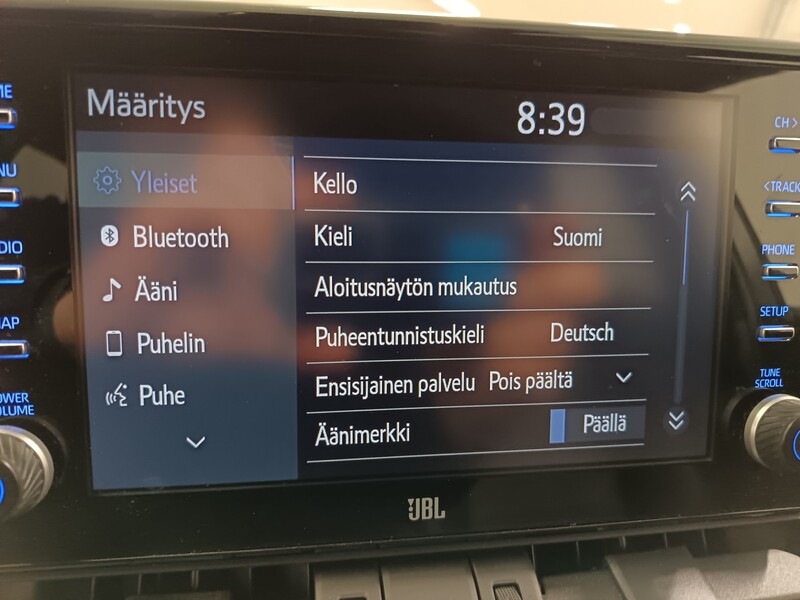 Määritys
8:39
Yleiset
Bluetooth
Ääni
Puhelin
Puhe
Kello
Kieli Suomi
Aloitusnäytön mukautus
Puheentunnistuskieli Deutsch
Ensisijainen palvelu Pois päältä
Äänimerkki Päällä
CH >
< TRACK
PHONE
SETUP
TUNE
SCROLL
JBL